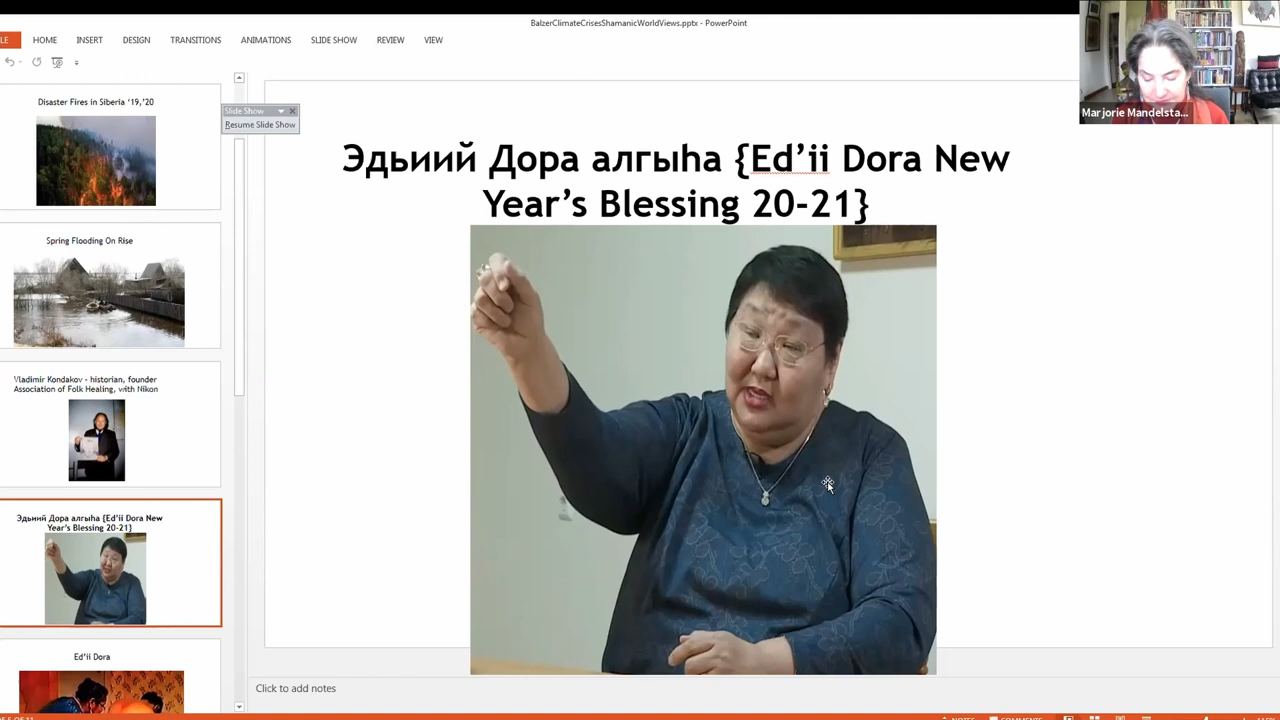 BalzerClimateCrisesShamanicWorldViews.pptx - PowerPoint
HOME INSERT DESIGN TRANSITIONS ANIMATIONS SLIDE SHOW REVIEW VIEW
Marjorie Mandelsta...
Disaster Fires in Siberia ‘19,’20
Slide Show
Resume Slide Show
Spring Flooding On Rise
Vladimir Kondakov – historian, founder
Association of Folk Healing, with Nikon
Эдьиий Дора алгыһа {Ed’ii Dora New
Year’s Blessing 20-21}
Ed’ii Dora
Эдьиий Дора алгыһа {Ed’ii Dora New
Year’s Blessing 20-21}
Click to add notes